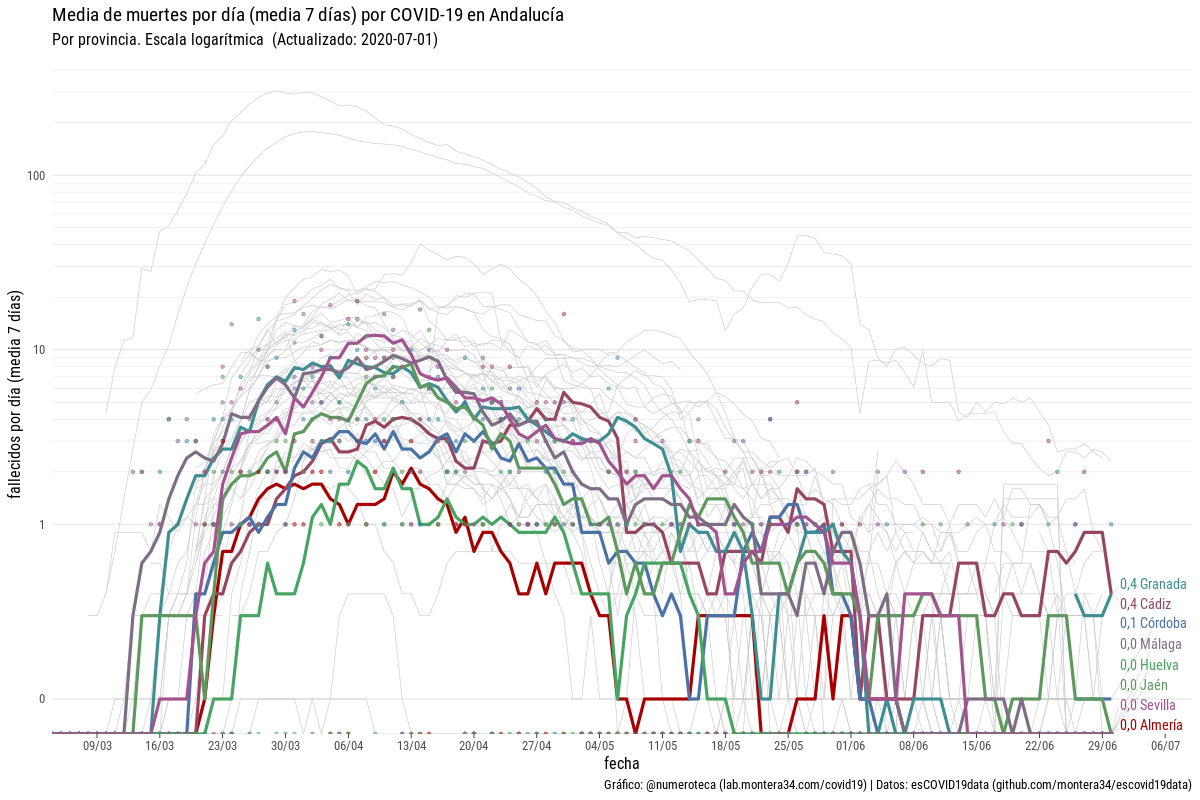 Media de muertes por día (media 7 días) por COVID-19 en Andalucía
Por provincia. Escala logarítmica (Actualizado: 2020-07-01)
fallecidos por día (media 7 días)
100
10
1
0
0,4 Granada
0,4 Cádiz
0,1 Córdoba
0,0 Málaga
0,0 Huelva
0,0 Jaén
0,0 Sevilla
0,0 Almería
09/03 16/03 23/03 30/03 06/04 13/04 20/04 27/04 04/05 11/05 18/05 25/05 01/06 08/06 15/06 22/06 29/06 06/07
fecha
Gráfico: @numeroteca (lab.montera34.com/covid19) | Datos: esCOVID19data (github.com/montera34/escovid19data)